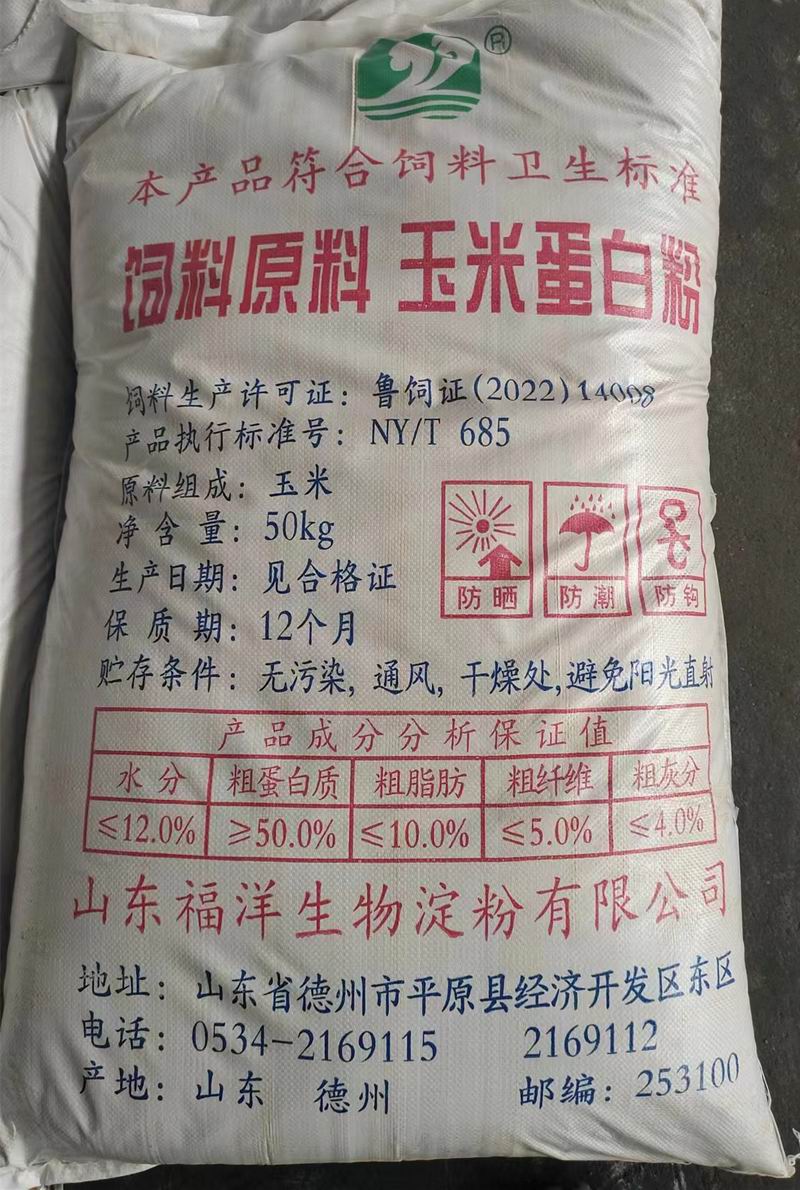 ®
本产品符合饲料卫生标准
饲料原料 玉米蛋白粉
饲料生产许可证：鲁饲证(2022)14008
产品执行标准号：NY/T 685
原料组成：玉米
净含量：50kg
生产日期：见合格证
保质期：12个月
防晒 防潮 防钩
贮存条件：无污染，通风，干燥处，避免阳光直射
产品成分分析保证值
水分 粗蛋白质 粗脂肪 粗纤维 粗灰分
≤12.0% ≥50.0% ≤10.0% ≤5.0% ≤4.0%
山东福洋生物淀粉有限公司
地址：山东省德州市平原县经济开发区东区
电话：0534-2169115 2169112
产地：山东 德州 邮编：253100